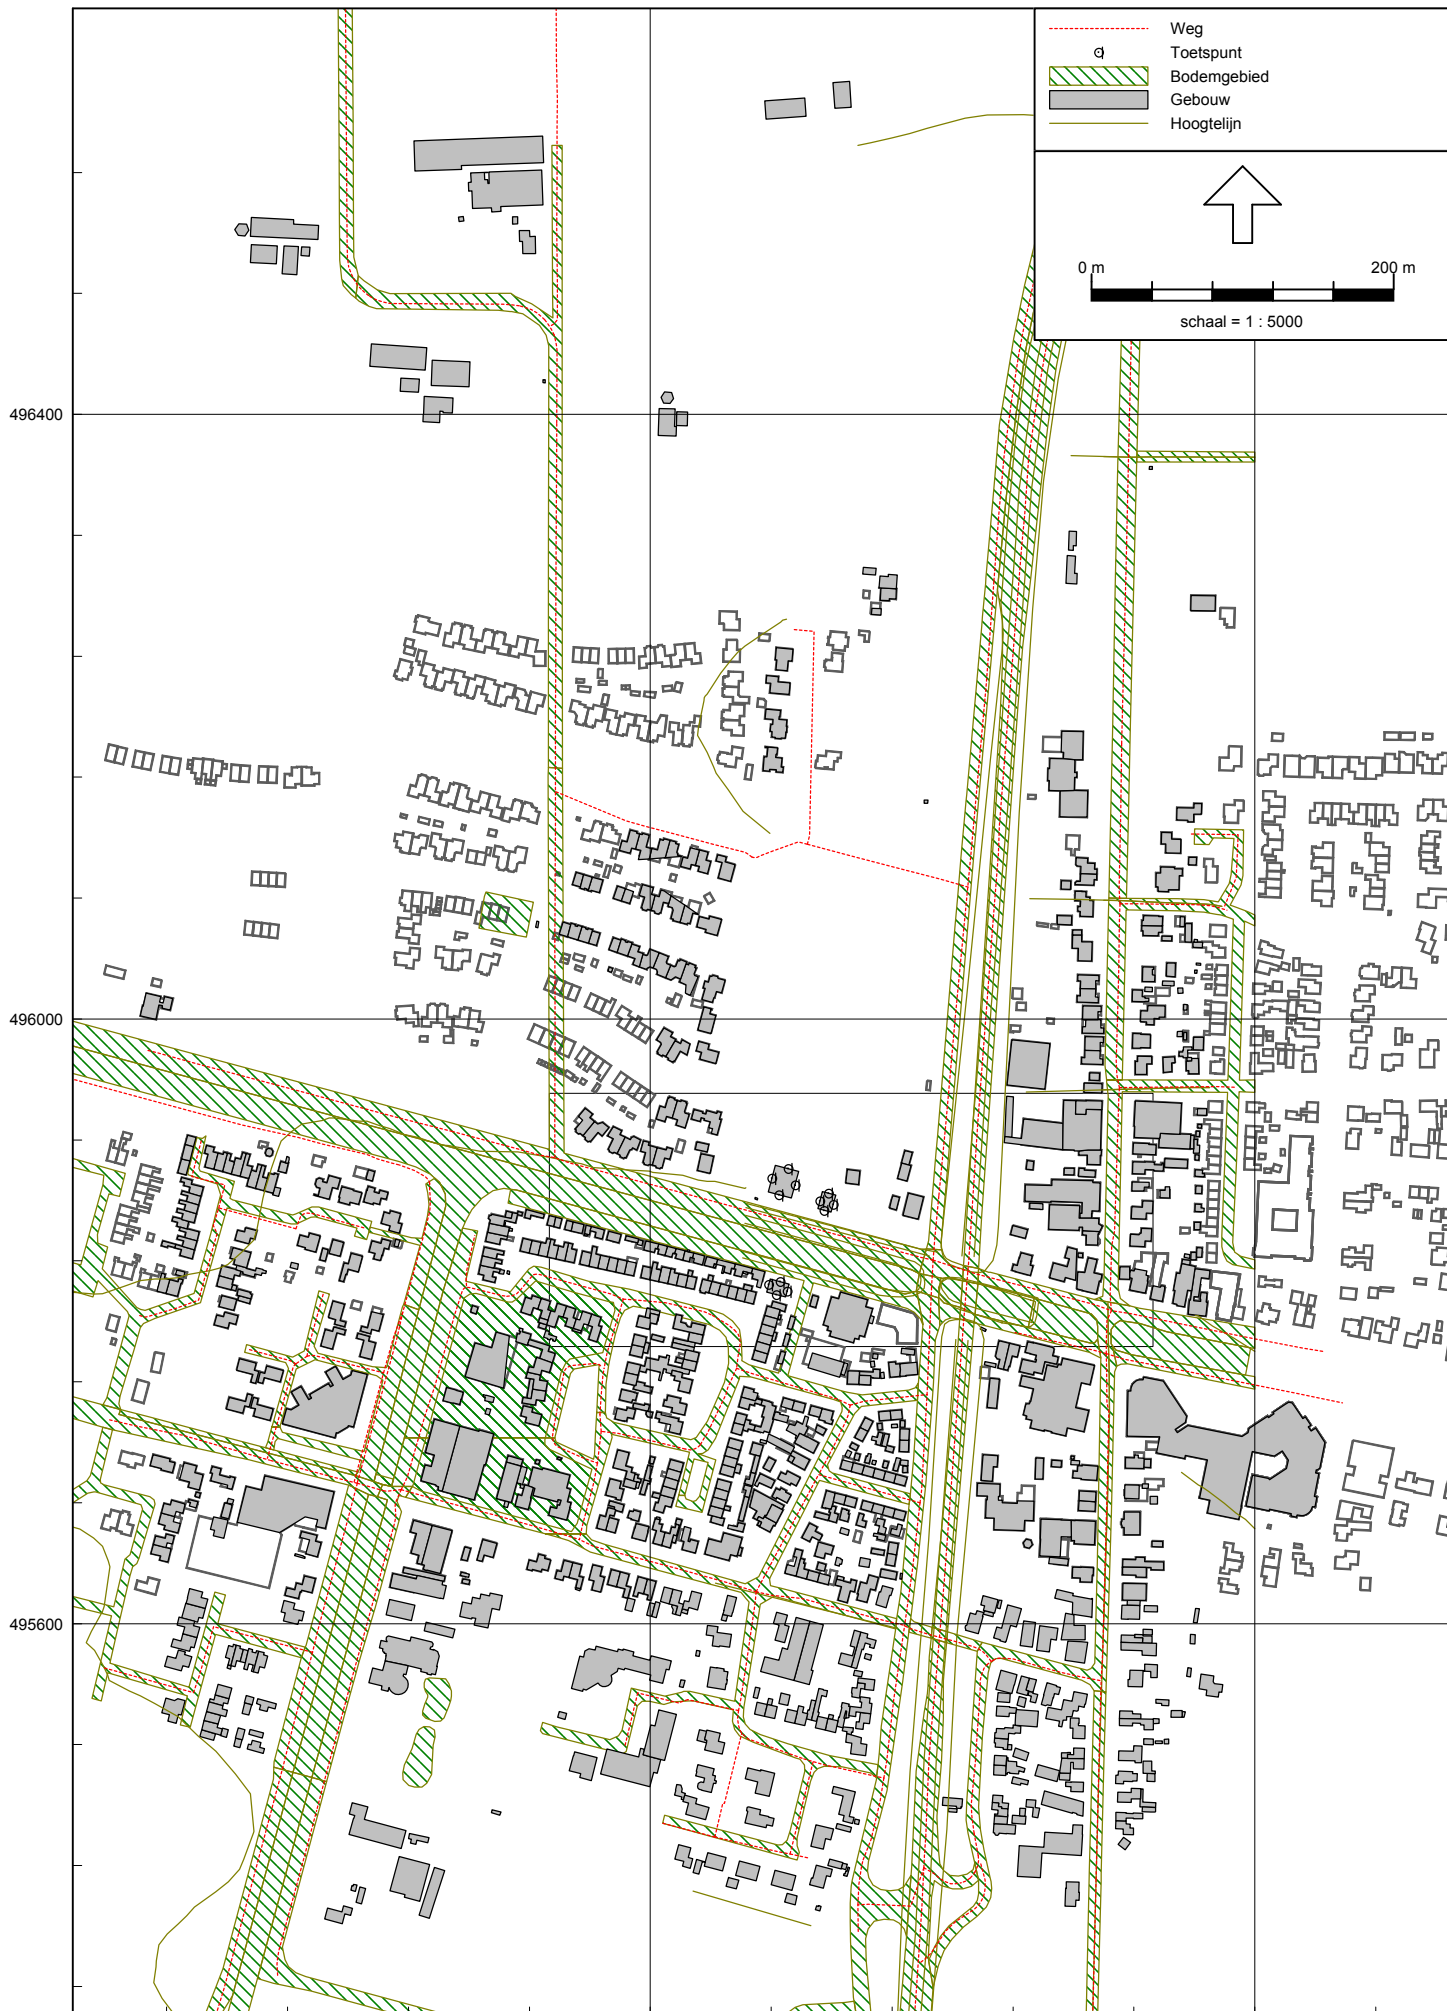 Weg
Toetspunt
Bodemgebied
Gebouw
Hoogtelijn
0 m
200 m
schaal = 1 : 5000
496400
496000
495600